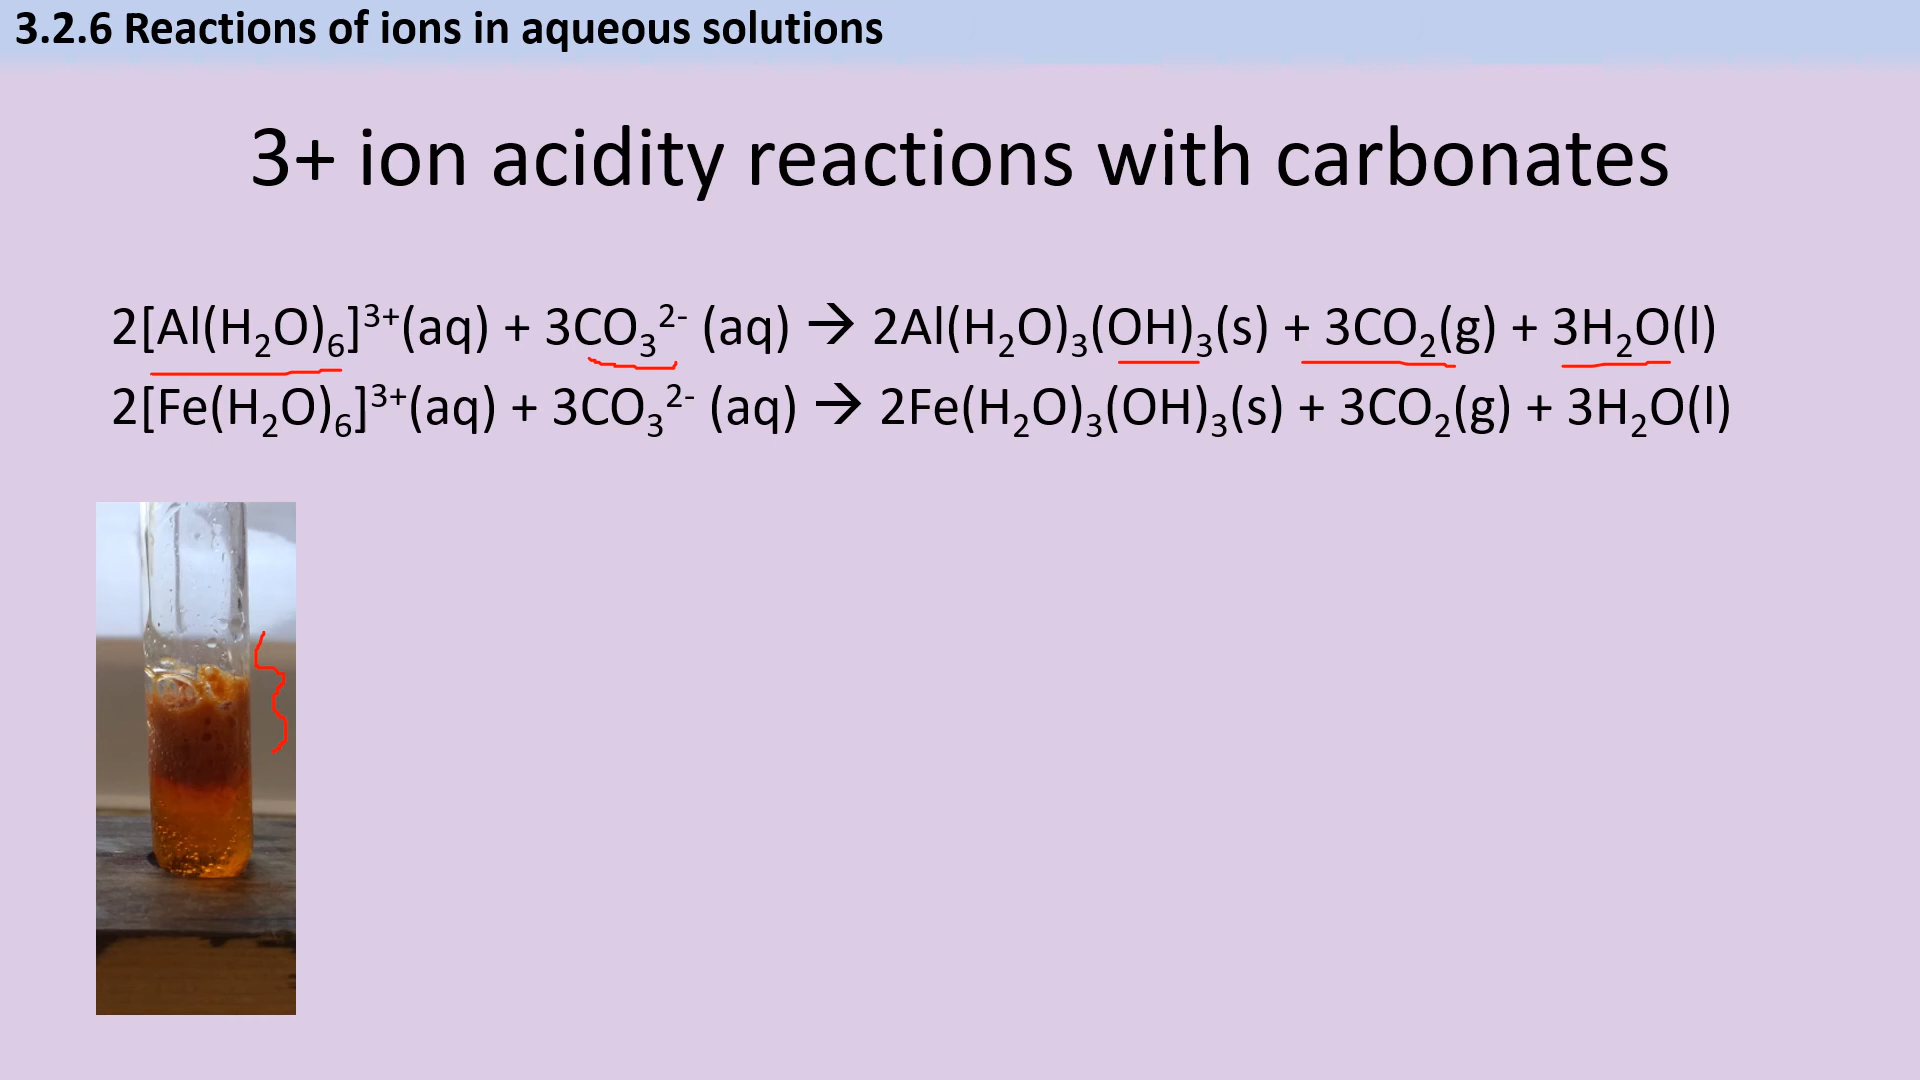 3.2.6 Reactions of ions in aqueous solutions
3+ ion acidity reactions with carbonates
2[Al(H₂O)₆]³⁺(aq) + 3CO₃²⁻ (aq) → 2Al(H₂O)₃(OH)₃(s) + 3CO₂(g) + 3H₂O(l)
2[Fe(H₂O)₆]³⁺(aq) + 3CO₃²⁻ (aq) → 2Fe(H₂O)₃(OH)₃(s) + 3CO₂(g) + 3H₂O(l)